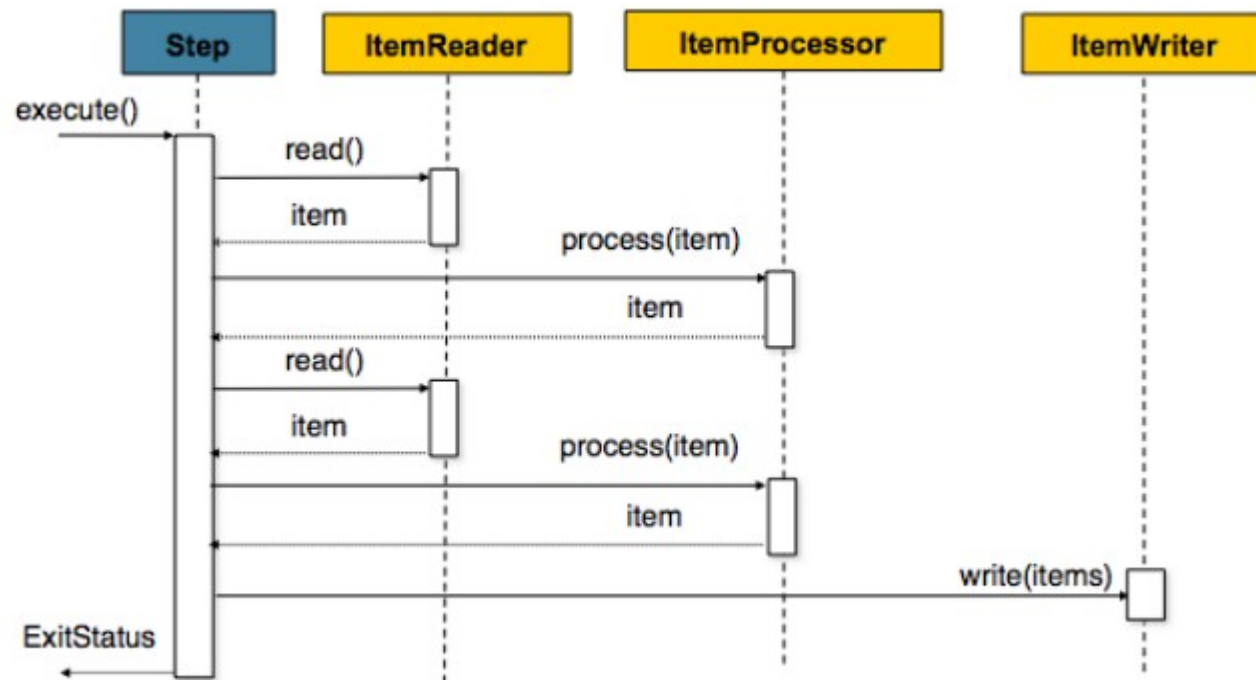 Step
ItemReader
ItemProcessor
ItemWriter
execute()
read()
item
process(item)
item
read()
item
process(item)
item
write(items)
ExitStatus